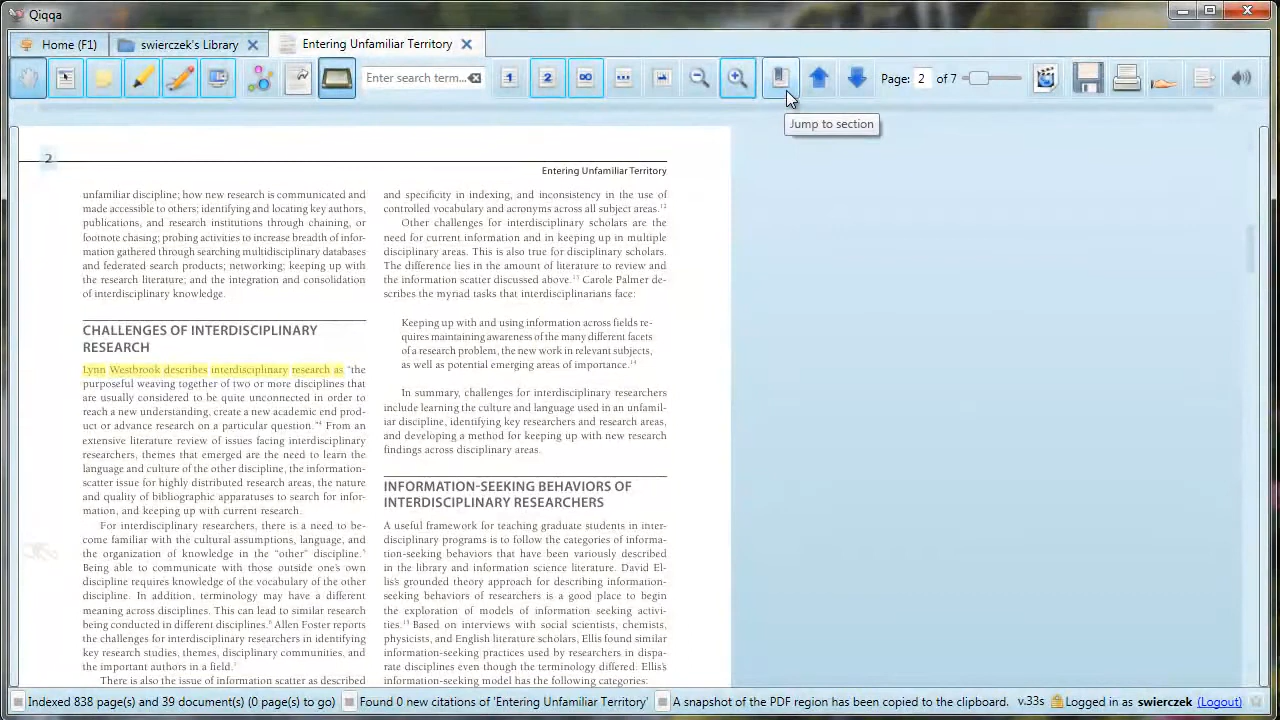 Qiqqa
Home (F1)
swierczek's Library
Entering Unfamiliar Territory
Enter search term...
1
2
Page: 2 of 7
Jump to section
2
Entering Unfamiliar Territory
unfamiliar discipline; how new research is communicated and
made accessible to others; identifying and locating key authors,
publications, and research institutions through chaining, or
footnote chasing; probing activities to increase breadth of infor-
mation gathered through searching multidisciplinary databases
and federated search products; networking; keeping up with
the research literature; and the integration and consolidation
of interdisciplinary knowledge.
CHALLENGES OF INTERDISCIPLINARY
RESEARCH
Lynn Westbrook describes interdisciplinary research as "the
purposeful weaving together of two or more disciplines that
are usually considered to be quite unconnected in order to
reach a new understanding, create a new academic end prod-
uct or advance research on a particular question."4 From an
extensive literature review of issues facing interdisciplinary
researchers, themes that emerged are the need to learn the
language and culture of the other discipline, the information-
scatter issue for highly distributed research areas, the nature
and quality of bibliographic apparatuses to search for infor-
mation, and keeping up with current research.
For interdisciplinary researchers, there is a need to be-
come familiar with the cultural assumptions, language, and
the organization of knowledge in the "other" discipline.5
Being able to communicate with those outside one's own
discipline requires knowledge of the vocabulary of the other
discipline. In addition, terminology may have a different
meaning across disciplines. This can lead to similar research
being conducted in different disciplines.6 Allen Foster reports
the challenges for interdisciplinary researchers in identifying
key research studies, themes, disciplinary communities, and
the important authors in a field.7
There is also the issue of information scatter as described
and specificity in indexing, and inconsistency in the use of
controlled vocabulary and acronyms across all subject areas.12
Other challenges for interdisciplinary scholars are the
need for current information and in keeping up in multiple
disciplinary areas. This is also true for disciplinary scholars.
The difference lies in the amount of literature to review and
the information scatter discussed above.13 Carole Palmer de-
scribes the myriad tasks that interdisciplinarians face:
Keeping up with and using information across fields re-
quires maintaining awareness of the many different facets
of a research problem, the new work in relevant subjects,
as well as potential emerging areas of importance.14
In summary, challenges for interdisciplinary researchers
include learning the culture and language used in an unfamil-
iar discipline, identifying key researchers and research areas,
and developing a method for keeping up with new research
findings across disciplinary areas.
INFORMATION-SEEKING BEHAVIORS OF
INTERDISCIPLINARY RESEARCHERS
A useful framework for teaching graduate students in inter-
disciplinary programs is to follow the categories of informa-
tion-seeking behaviors that have been variously described
in the library and information science literature. David El-
lis's grounded theory approach for describing information-
seeking behaviors of researchers is a good place to begin
the exploration of models of information seeking activi-
ties.15 Based on interviews with social scientists, chemists,
physicists, and English literature scholars, Ellis found similar
information-seeking practices used by researchers in dispa-
rate disciplines even though the terminology differed. Ellis's
information-seeking model has the following categories:
Indexed 838 page(s) and 39 document(s) (0 page(s) to go)
Found 0 new citations of 'Entering Unfamiliar Territory'
A snapshot of the PDF region has been copied to the clipboard.
v.33s
Logged in as swierczek (Logout)